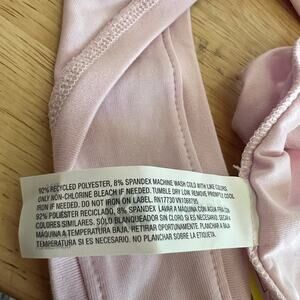 92% RECYCLED POLYESTER, 8% SPANDEX MACHINE WASH COLD WITH LIKE COLORS
ONLY NON-CHLORINE BLEACH IF NEEDED. TUMBLE DRY LOW. REMOVE PROMPTLY. COOL
IRON IF NEEDED. DO NOT IRON ON LABEL. RN17730 VN1068795
92% POLIÉSTER RECICLADO, 8% SPANDEX LAVAR A MÁQUINA CON AGUA FRÍA CON
COLORES SIMILARES. SÓLO BLANQUEADOR SIN CLORO SI ES NECESARIO. SECAR A
MÁQUINA A TEMPERATURA BAJA. RETIRAR OPORTUNAMENTE. PLANCHAR A BAJA
TEMPERATURA SI ES NECESARIO. NO PLANCHAR SOBRE LA ETIQUETA.